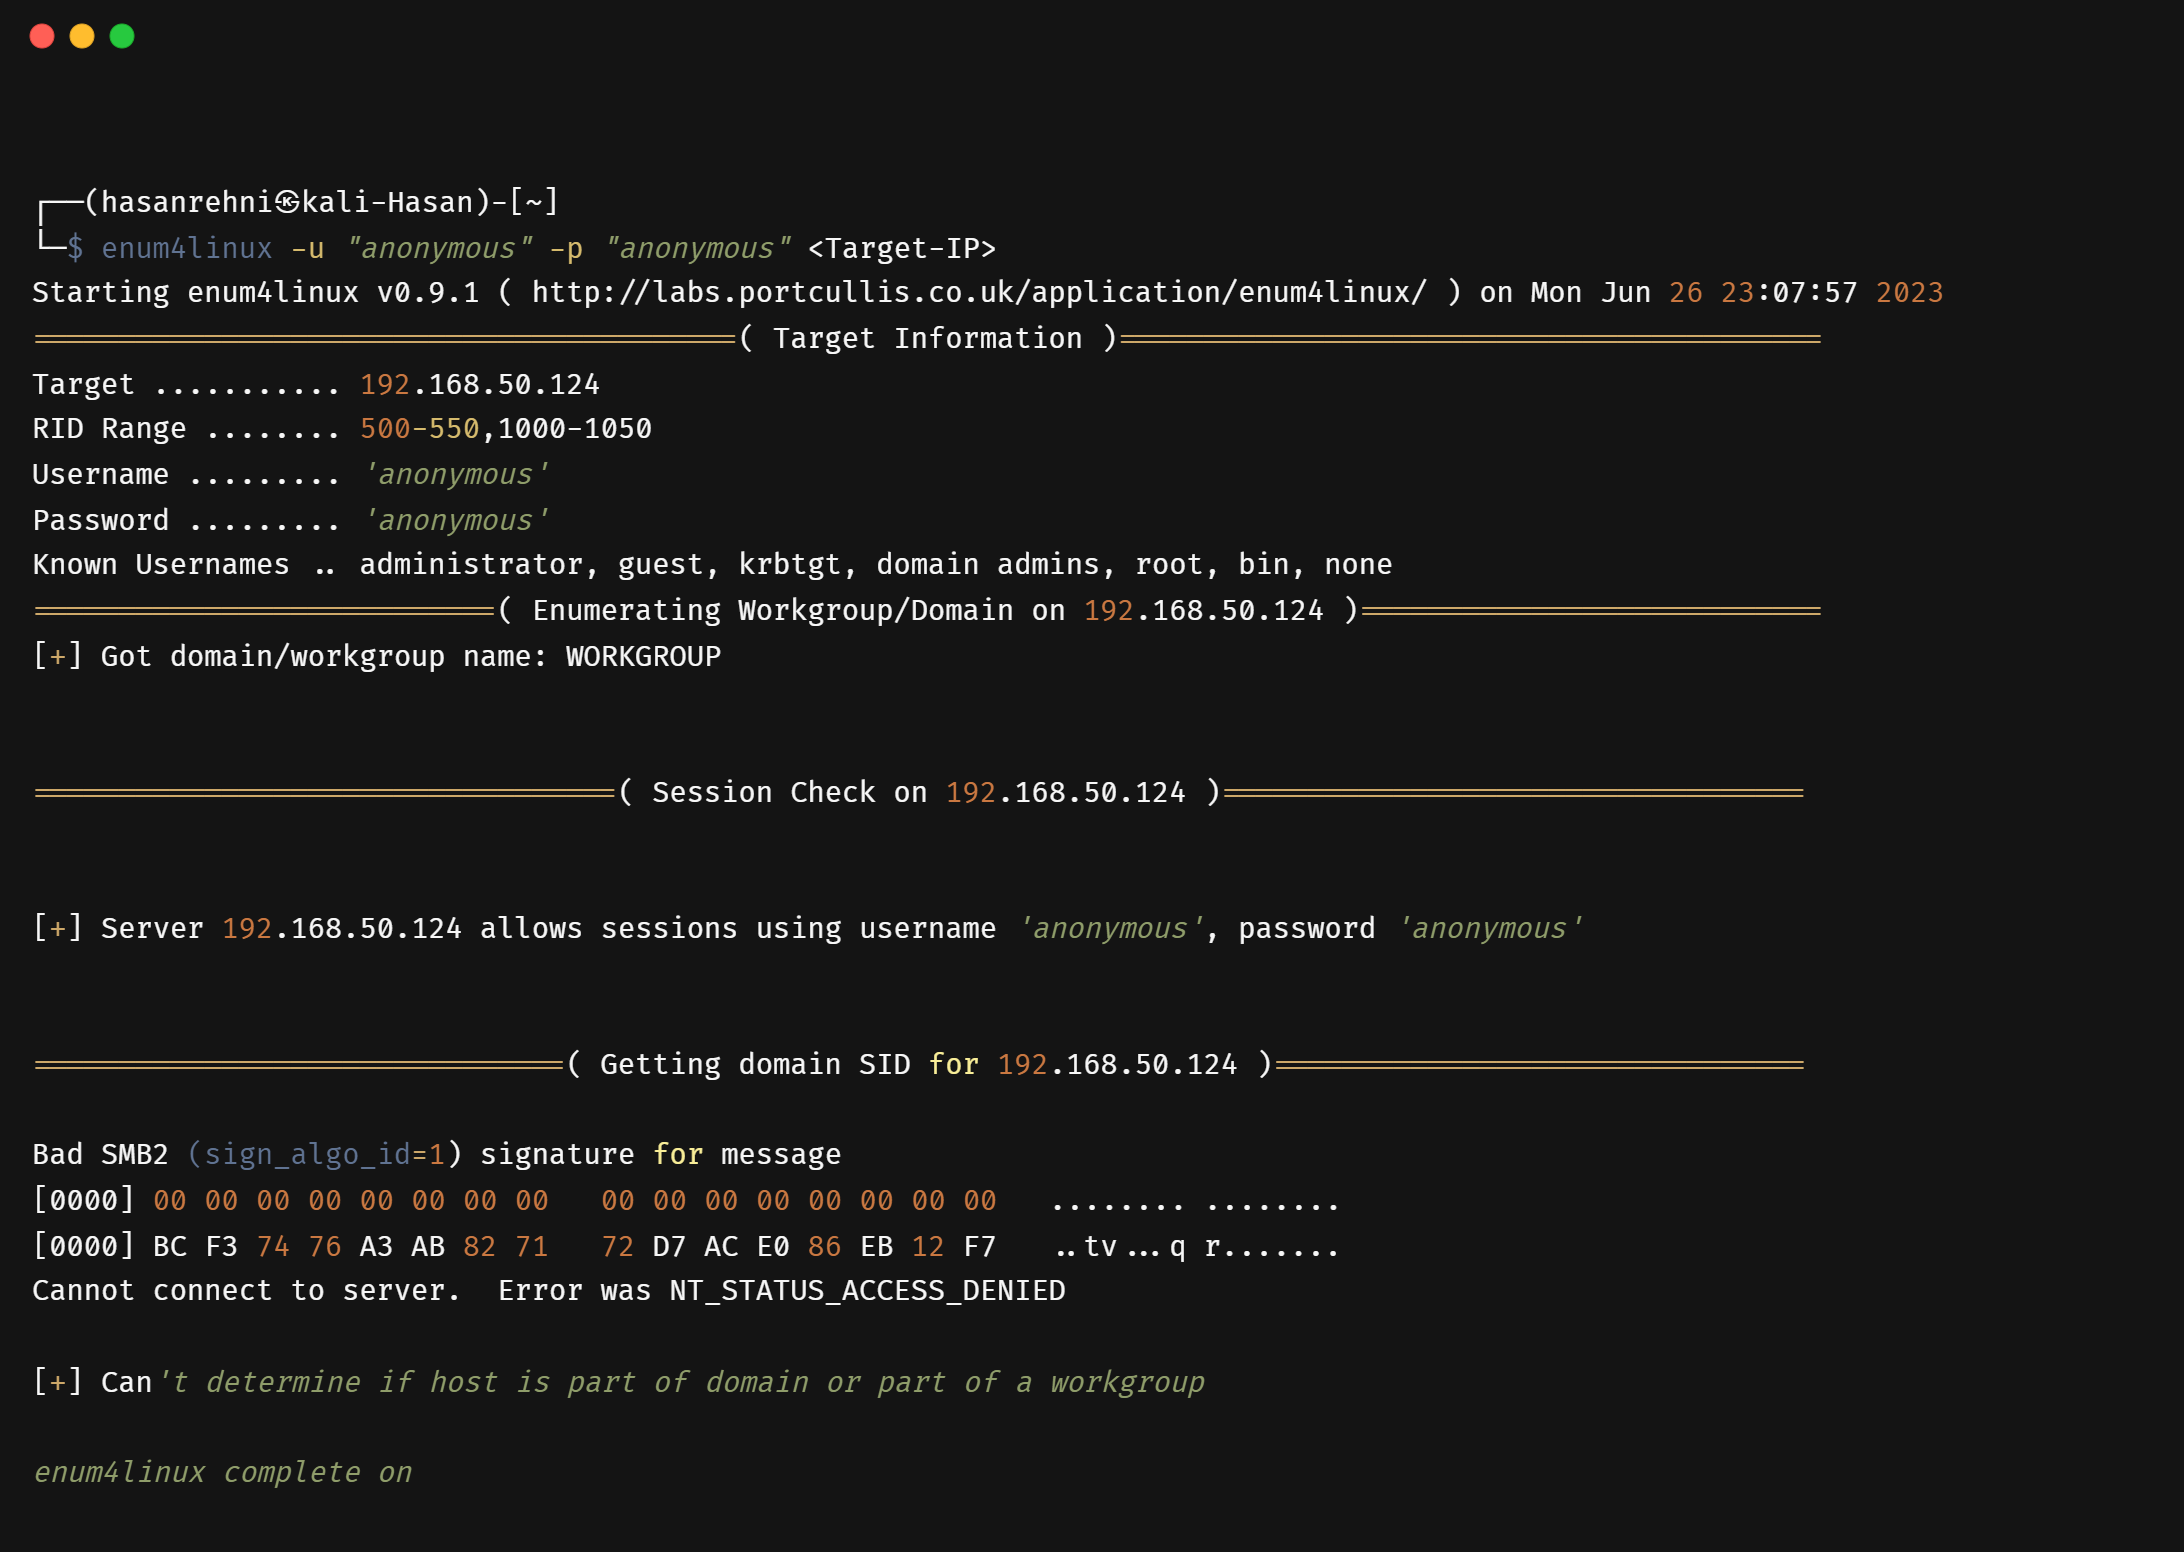 ┌──(hasanrehni㉿kali-Hasan)-[~]
└─$ enum4linux -u "anonymous" -p "anonymous" <Target-IP>
Starting enum4linux v0.9.1 ( http://labs.portcullis.co.uk/application/enum4linux/ ) on Mon Jun 26 23:07:57 2023
=========================================( Target Information )=========================================
Target ........... 192.168.50.124
RID Range ........ 500-550,1000-1050
Username ......... 'anonymous'
Password ......... 'anonymous'
Known Usernames .. administrator, guest, krbtgt, domain admins, root, bin, none
===========================( Enumerating Workgroup/Domain on 192.168.50.124 )===========================
[+] Got domain/workgroup name: WORKGROUP
==================================( Session Check on 192.168.50.124 )==================================
[+] Server 192.168.50.124 allows sessions using username 'anonymous', password 'anonymous'
===============================( Getting domain SID for 192.168.50.124 )===============================
Bad SMB2 (sign_algo_id=1) signature for message
[0000] 00 00 00 00 00 00 00 00   00 00 00 00 00 00 00 00   ........ ........
[0000] BC F3 74 76 A3 AB 82 71   72 D7 AC E0 86 EB 12 F7   ..tv...q r.......
Cannot connect to server.  Error was NT_STATUS_ACCESS_DENIED
[+] Can't determine if host is part of domain or part of a workgroup
enum4linux complete on